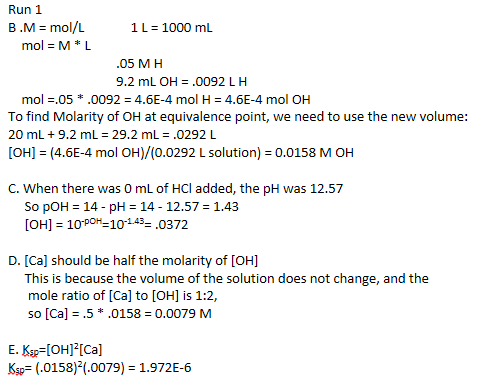 Run 1
B .M = mol/L 1 L = 1000 mL
mol = M * L
.05 M H
9.2 mL OH = .0092 L H
mol =.05 * .0092 = 4.6E-4 mol H = 4.6E-4 mol OH
To find Molarity of OH at equivalence point, we need to use the new volume:
20 mL + 9.2 mL = 29.2 mL = .0292 L
[OH] = (4.6E-4 mol OH)/(0.0292 L solution) = 0.0158 M OH
C. When there was 0 mL of HCl added, the pH was 12.57
So pOH = 14 - pH = 14 - 12.57 = 1.43
[OH] = 10⁻ᵖᴼᴴ=10⁻¹·⁴³= .0372
D. [Ca] should be half the molarity of [OH]
This is because the volume of the solution does not change, and the
mole ratio of [Ca] to [OH] is 1:2,
so [Ca] = .5 * .0158 = 0.0079 M
E. Ksp=[OH]²[Ca]
Ksp= (.0158)²(.0079) = 1.972E-6